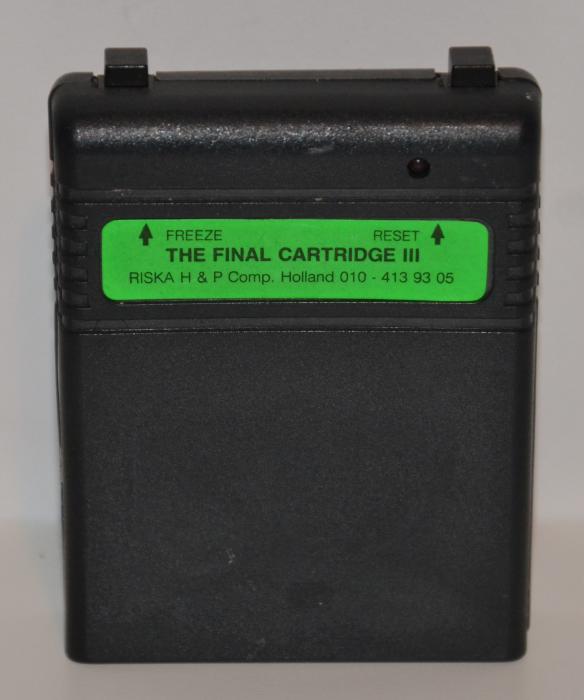 FREEZE RESET
THE FINAL CARTRIDGE III
RISKA H & P Comp. Holland 010 - 413 93 05